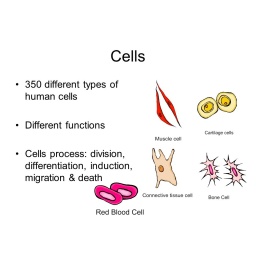 Cells
• 350 different types of
human cells
• Different functions
• Cells process: division,
differentiation, induction,
migration & death
Muscle cell
Cartilage cells
Connective tissue cell
Bone Cell
Red Blood Cell